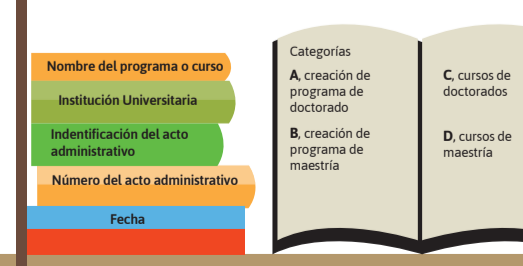 Nombre del programa o curso
Institución Universitaria
Indentificación del acto
administrativo
Número del acto administrativo
Fecha
Categorías
A, creación de
programa de
doctorado
B, creación de
programa de
maestría
C, cursos de
doctorados
D, cursos de
maestría